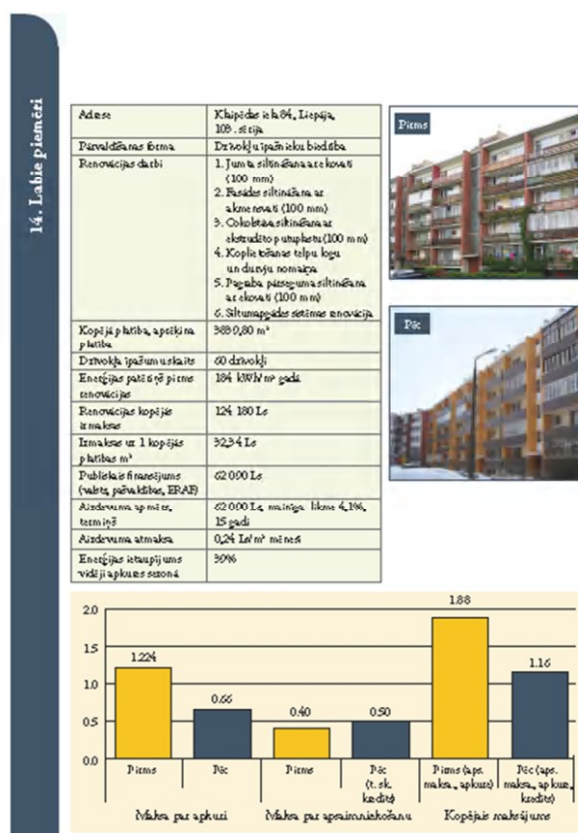 14. Labie piemēri
Adrese
Klaipēdas iela 84, Liepāja,
103. sērija
Pārvaldīšanas forma
Dzīvokļu īpašnieku biedrība
Renovācijas darbi
1. Jumta siltināšana ar ekovati
(100 mm)
2. Fasādes siltināšana ar
akmensvati (100 mm)
3. Cokolstāva siltināšana ar
ekstrudēto putuplastu (100 mm)
4. Koplietošanas telpu logu
un durvju nomaiņa
5. Pagraba pārseguma siltināšana
ar ekovati (100 mm)
6. Siltumapgādes sistēmas renovācija
Kopējā platība, aprēķina
platība
3839,80 m²
Dzīvokļa īpašumu skaits
60 dzīvokļi
Enerģijas patēriņš pirms
renovācijas
184 kWh/m² gadā
Renovācijas kopējās
izmaksas
124 180 Ls
Izmaksas uz 1 kopējās
platības m²
32,34 Ls
Publiskais finansējums
(valsts, pašvaldības, ERAF)
62 090 Ls
Aizdevuma apmērs,
termiņš
62 090 Ls, mainīgā likme 4,1%,
15 gadi
Aizdevuma atmaksa
0,24 Ls/m² mēnesī
Enerģijas ietaupījums
vidēji apkures sezonā
39%
Pirms
Pēc
2.0
1.5
1.0
0.5
0.0
1.224
0.66
0.40
0.50
1.88
1.16
Pirms
Pēc
Pirms
Pēc
(t. sk.
kredīts)
Pirms (aps.
maksa, apkure)
Pēc (aps.
maksa, apkure,
kredīts)
Maksa par apkuri
Maksa par apsaimniekošanu
Kopējais maksājums